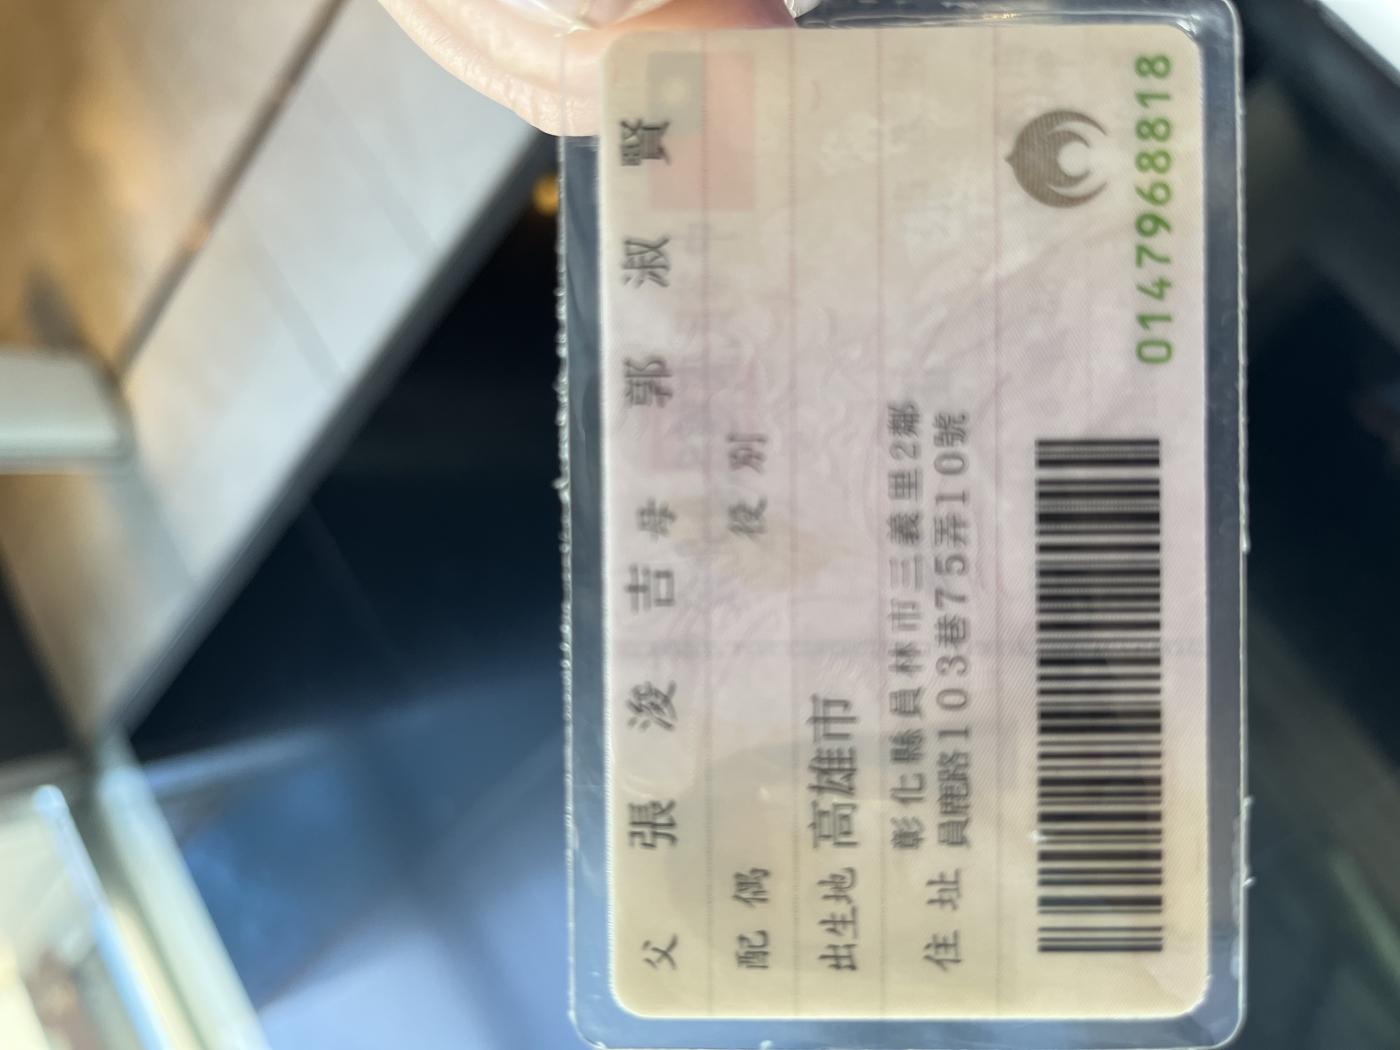 父 張浚吉 母 郭淑賢
配偶 役別
出生地 高雄市
住址 彰化縣員林市三義里2鄰
員鹿路103巷75弄10號
0147968818